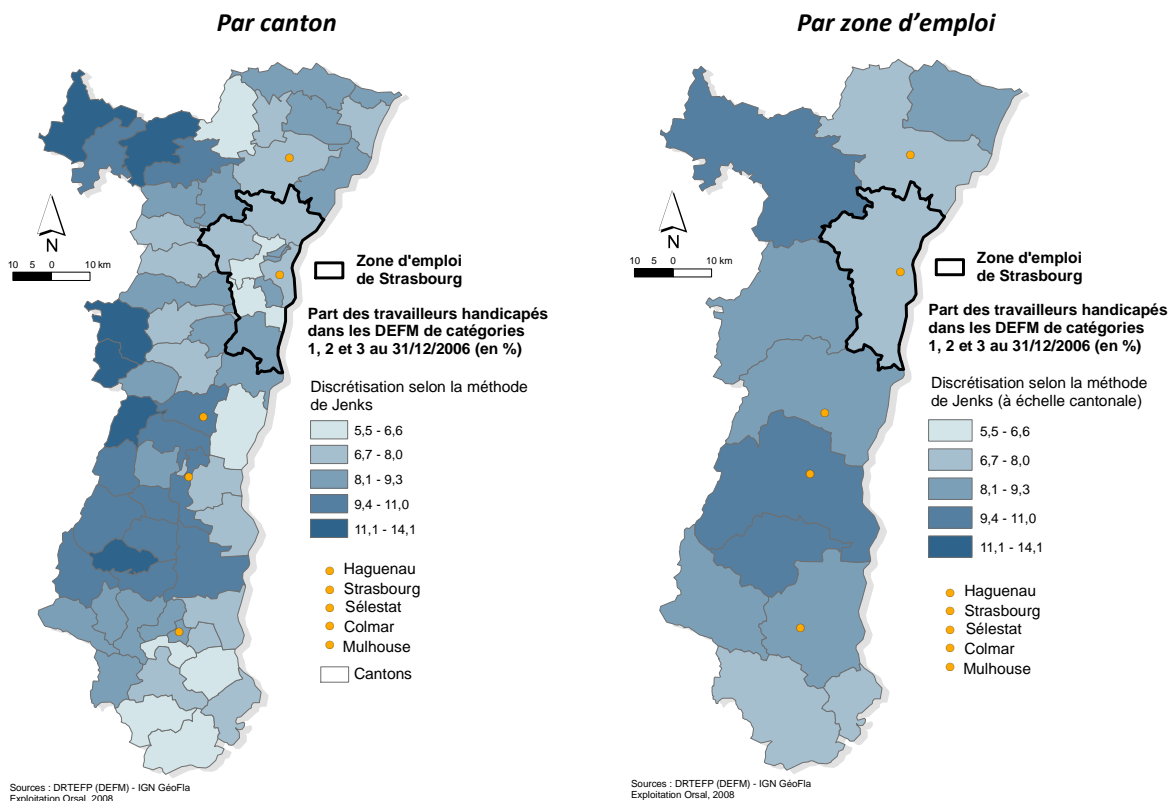 Par canton
N
10 5 0 10 km
Zone d'emploi
de Strasbourg
Part des travailleurs handicapés
dans les DEFM de catégories
1, 2 et 3 au 31/12/2006 (en %)
Discrétisation selon la méthode
de Jenks
5,5 - 6,6
6,7 - 8,0
8,1 - 9,3
9,4 - 11,0
11,1 - 14,1
Haguenau
Strasbourg
Sélestat
Colmar
Mulhouse
Cantons
Sources : DRTEFP (DEFM) - IGN GéoFla
Exploitation Orsal, 2008
Par zone d'emploi
N
10 5 0 10 km
Zone d'emploi
de Strasbourg
Part des travailleurs handicapés
dans les DEFM de catégories
1, 2 et 3 au 31/12/2006 (en %)
Discrétisation selon la méthode
de Jenks (à échelle cantonale)
5,5 - 6,6
6,7 - 8,0
8,1 - 9,3
9,4 - 11,0
11,1 - 14,1
Haguenau
Strasbourg
Sélestat
Colmar
Mulhouse
Sources : DRTEFP (DEFM) - IGN GéoFla
Exploitation Orsal, 2008